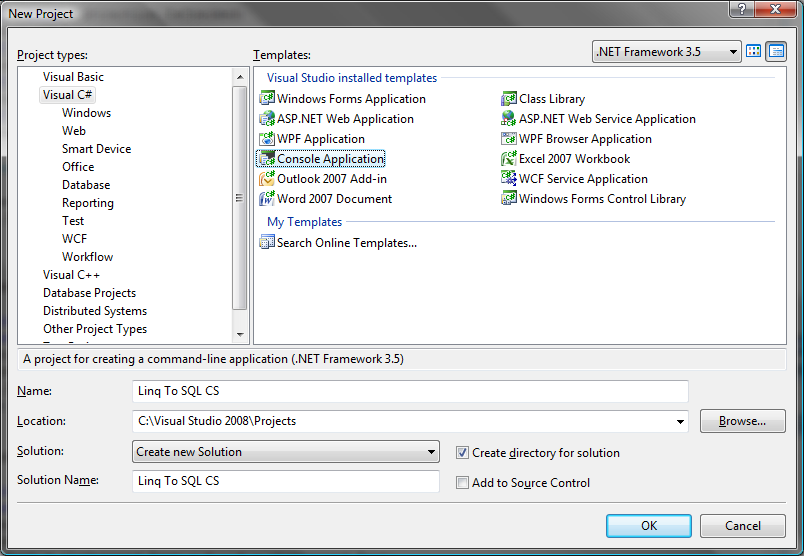 New Project
Project types:
Templates:
.NET Framework 3.5
Visual Basic
Visual C#
Windows
Web
Smart Device
Office
Database
Reporting
Test
WCF
Workflow
Visual C++
Database Projects
Distributed Systems
Other Project Types
Visual Studio installed templates
Windows Forms Application
Class Library
ASP.NET Web Application
ASP.NET Web Service Application
WPF Application
WPF Browser Application
Console Application
Excel 2007 Workbook
Outlook 2007 Add-in
WCF Service Application
Word 2007 Document
Windows Forms Control Library
My Templates
Search Online Templates...
A project for creating a command-line application (.NET Framework 3.5)
Name:
Linq To SQL CS
Location:
C:\Visual Studio 2008\Projects
Browse...
Solution:
Create new Solution
Create directory for solution
Solution Name:
Linq To SQL CS
Add to Source Control
OK
Cancel